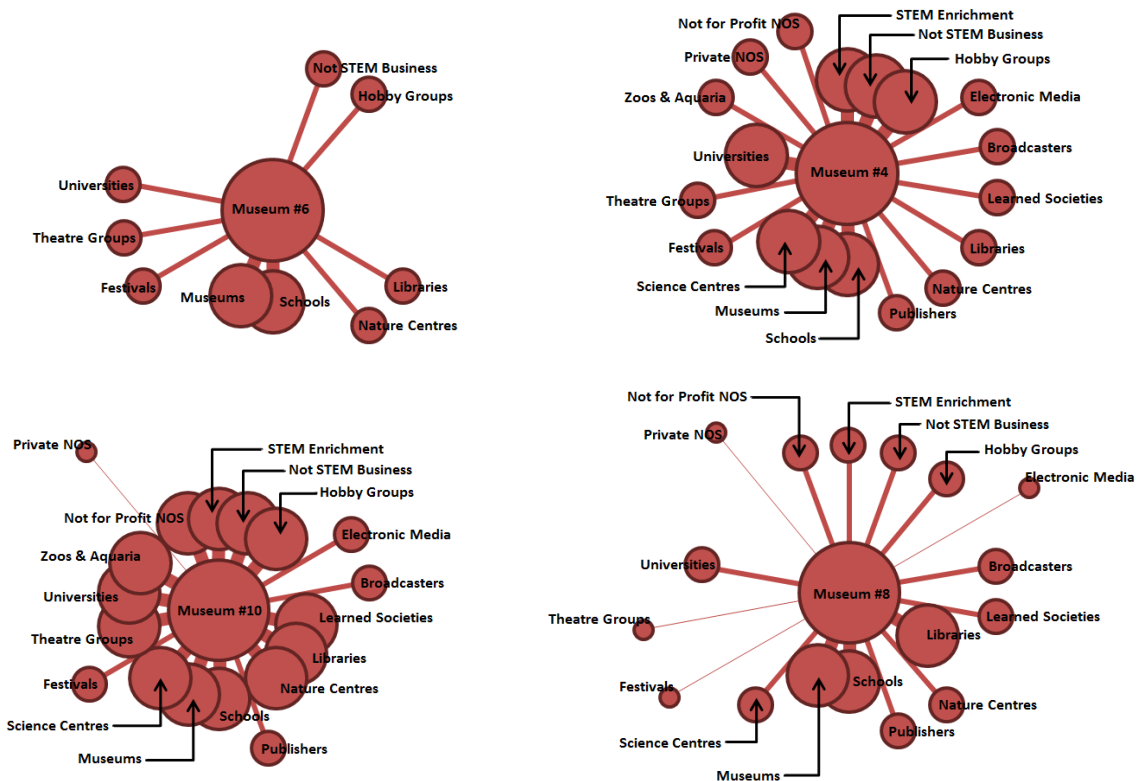 Not STEM Business
Hobby Groups
Universities
Museum #6
Theatre Groups
Festivals
Museums
Schools
Libraries
Nature Centres
STEM Enrichment
Not for Profit NOS
Not STEM Business
Private NOS
Hobby Groups
Zoos & Aquaria
Electronic Media
Universities
Broadcasters
Museum #4
Theatre Groups
Learned Societies
Festivals
Libraries
Science Centres
Nature Centres
Museums
Publishers
Schools
Private NOS
STEM Enrichment
Not STEM Business
Hobby Groups
Not for Profit NOS
Electronic Media
Zoos & Aquaria
Broadcasters
Universities
Museum #10
Learned Societies
Theatre Groups
Libraries
Festivals
Nature Centres
Schools
Science Centres
Publishers
Museums
Not for Profit NOS
STEM Enrichment
Private NOS
Not STEM Business
Hobby Groups
Electronic Media
Universities
Broadcasters
Museum #8
Theatre Groups
Learned Societies
Libraries
Festivals
Schools
Nature Centres
Science Centres
Publishers
Museums